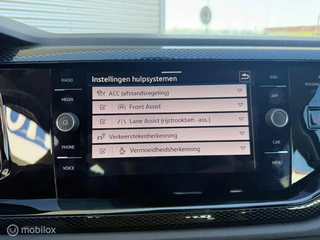 Instellingen hulpsystemen
RADIO
MEDIA
PHONE
VOICE
ACC (afstandsregeling)
Front Assist
Lane Assist (rijstrookbeh.-ass.)
Verkeerstekenherkenning
Vermoeidheidsherkenning
NAV
CAR
MENU
© mobilox